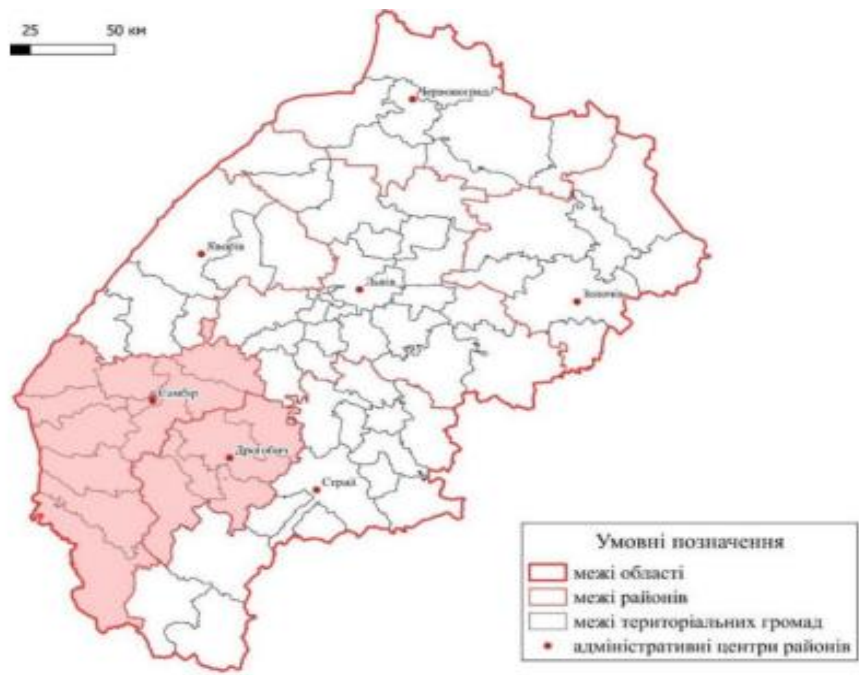 25 50 км
Червоноград
Яворів
Львів
Золочів
Самбір
Дрогобич
Стрий
Умовні позначення
межі області
межі районів
межі територіальних громад
адміністративні центри районів